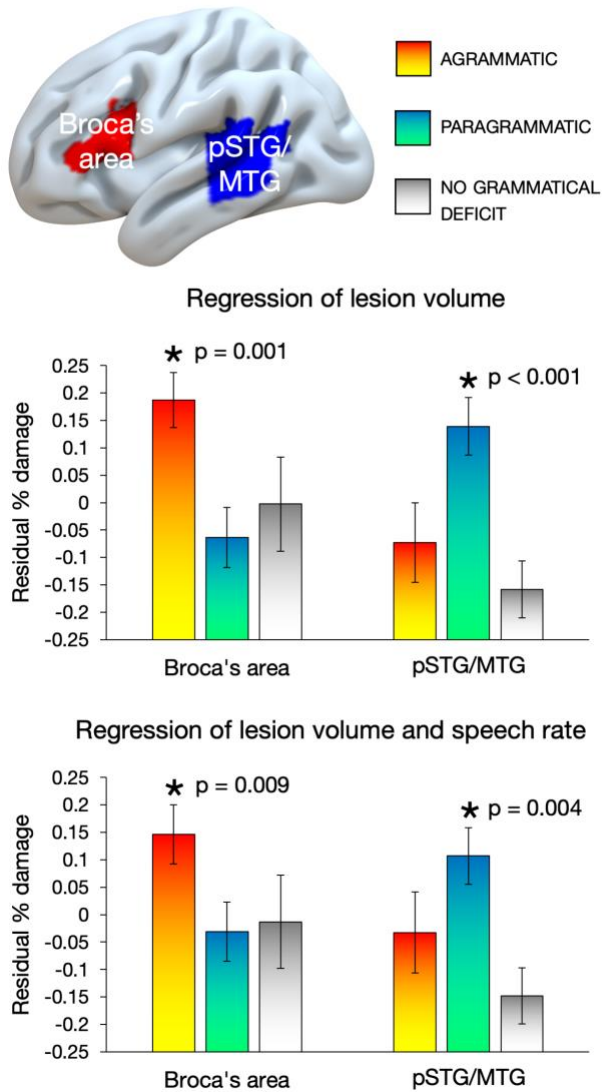 Broca's
area
pSTG/
MTG
AGRAMMATIC
PARAGRAMMATIC
NO GRAMMATICAL
DEFICIT
Regression of lesion volume
Residual % damage
0.25
0.2
0.15
0.1
0.05
0
-0.05
-0.1
-0.15
-0.2
-0.25
* p = 0.001
* p < 0.001
Broca's area
pSTG/MTG
Regression of lesion volume and speech rate
Residual % damage
0.25
0.2
0.15
0.1
0.05
0
-0.05
-0.1
-0.15
-0.2
-0.25
* p = 0.009
* p = 0.004
Broca's area
pSTG/MTG